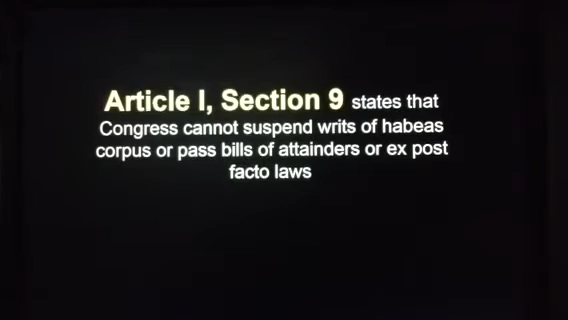 Article I, Section 9 states that
Congress cannot suspend writs of habeas
corpus or pass bills of attainders or ex post
facto laws